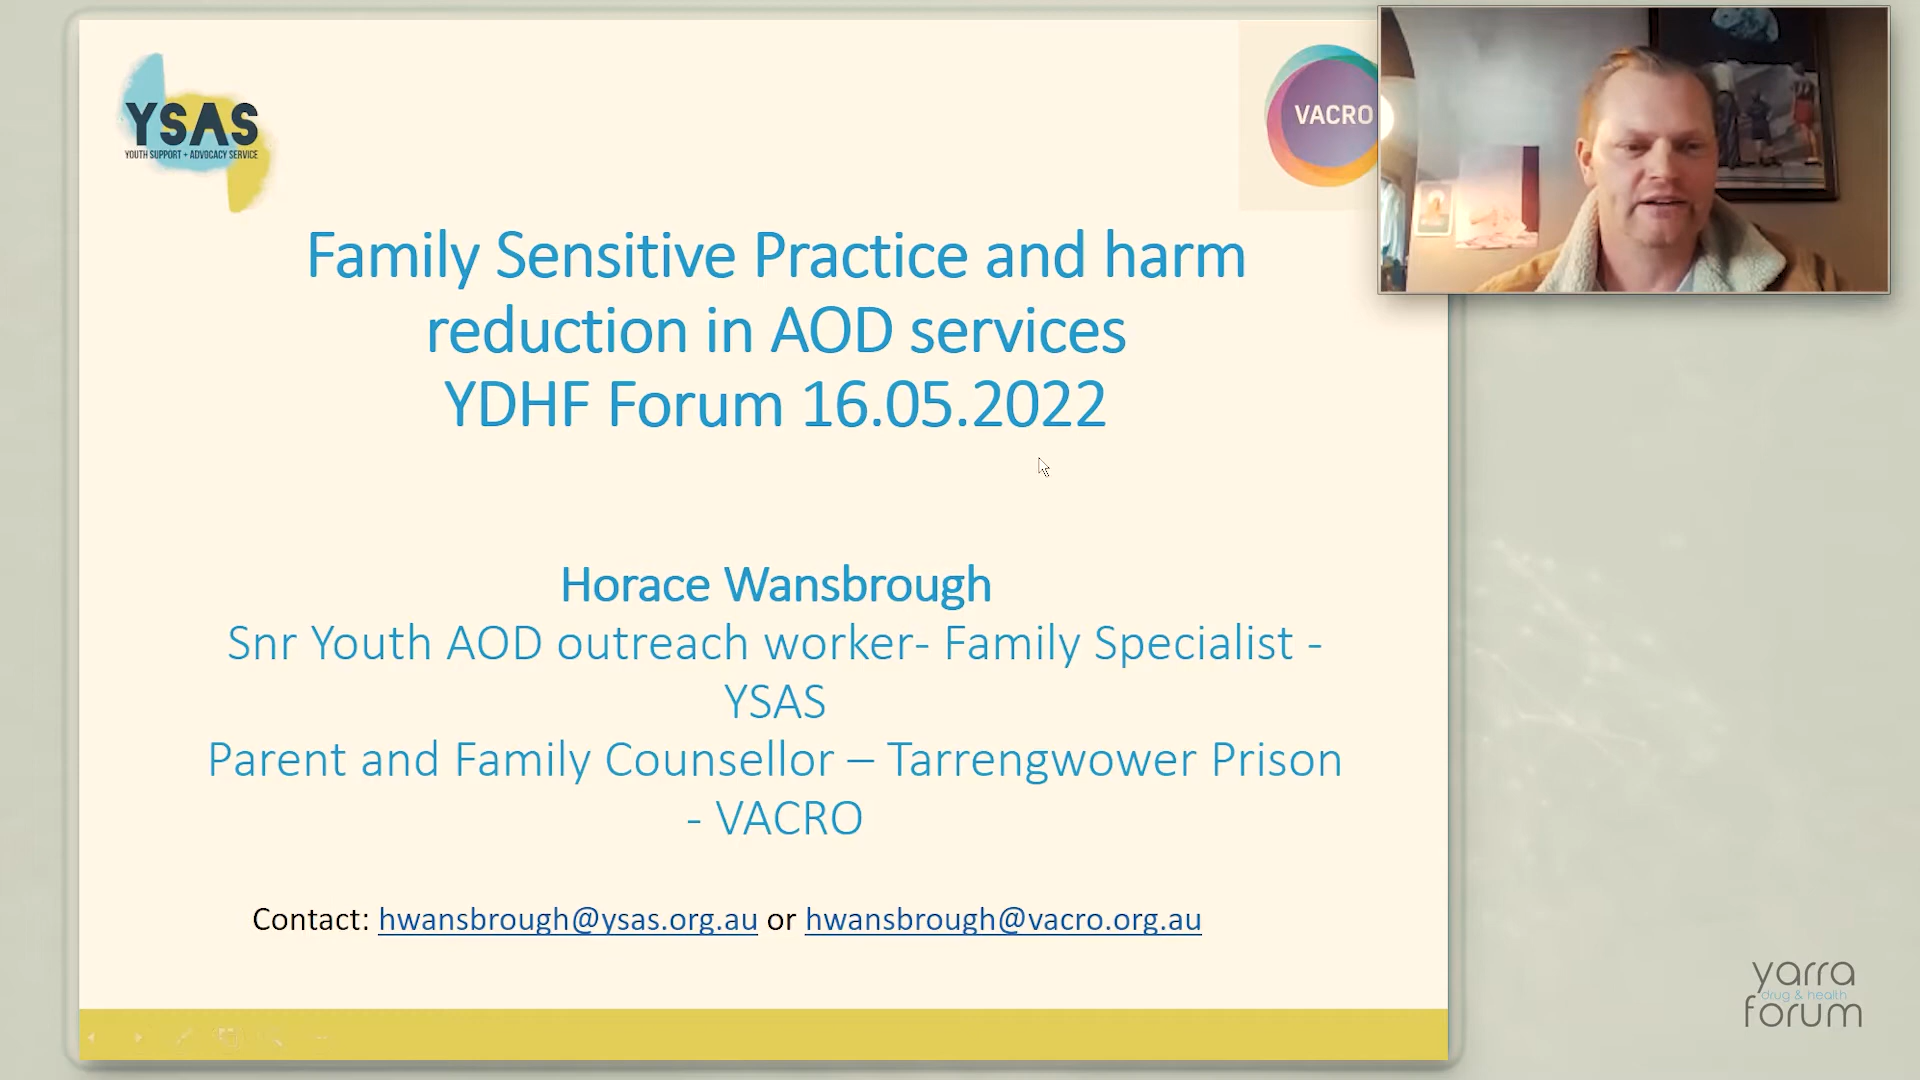 YSAS
YOUTH SUPPORT + ADVOCACY SERVICE
VACRO
Family Sensitive Practice and harm
reduction in AOD services
YDHF Forum 16.05.2022
Horace Wansbrough
Snr Youth AOD outreach worker- Family Specialist -
YSAS
Parent and Family Counsellor – Tarrengwower Prison
- VACRO
Contact: hwansbrough@ysas.org.au or hwansbrough@vacro.org.au
yarra
drug & health
forum